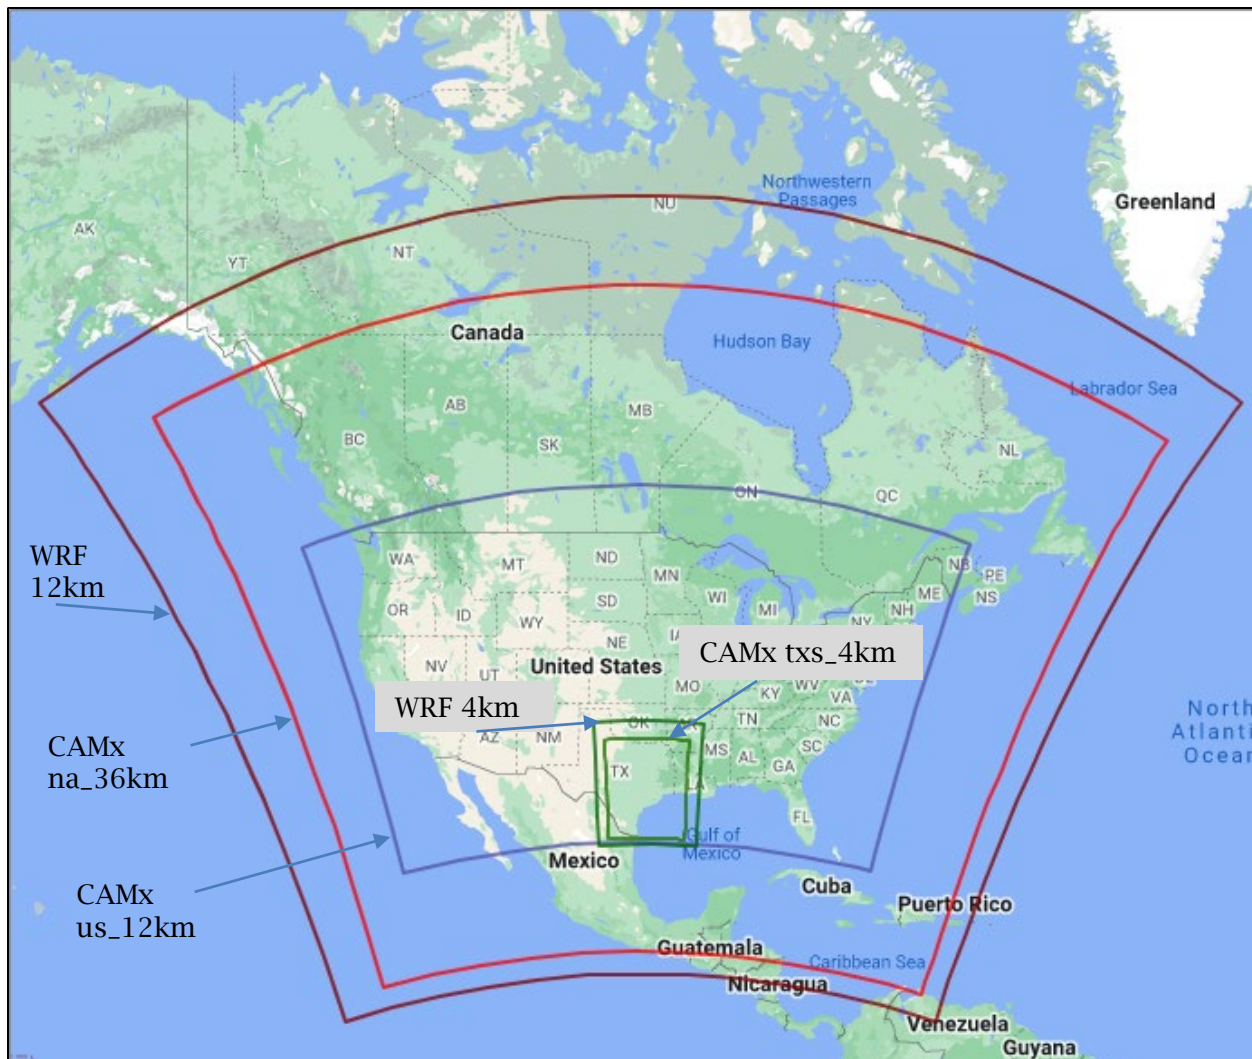 Northwestern
Passages
Greenland
NU
AK
YT
NT
Canada
Hudson Bay
Labrador Sea
AB
MB
BC
SK
NL
ON
QC
WRF
12km
WA
MT
ND
MN
NB
PE
OR
ID
SD
WI
MI
NH
ME
NS
WY
NE
IA
NY
CAMx txs_4km
NV
UT
United States
MO
KY
WV
VA
WRF 4km
OK
TN
NC
North
Atlanti
Ocean
CAMx
na_36km
AZ
NM
MS
AL
SC
GA
TX
LA
FL
Gulf of
Mexico
Mexico
CAMx
us_12km
Cuba
Puerto Rico
Guatemala
Caribbean Sea
Nicaragua
Venezuela
Guyana